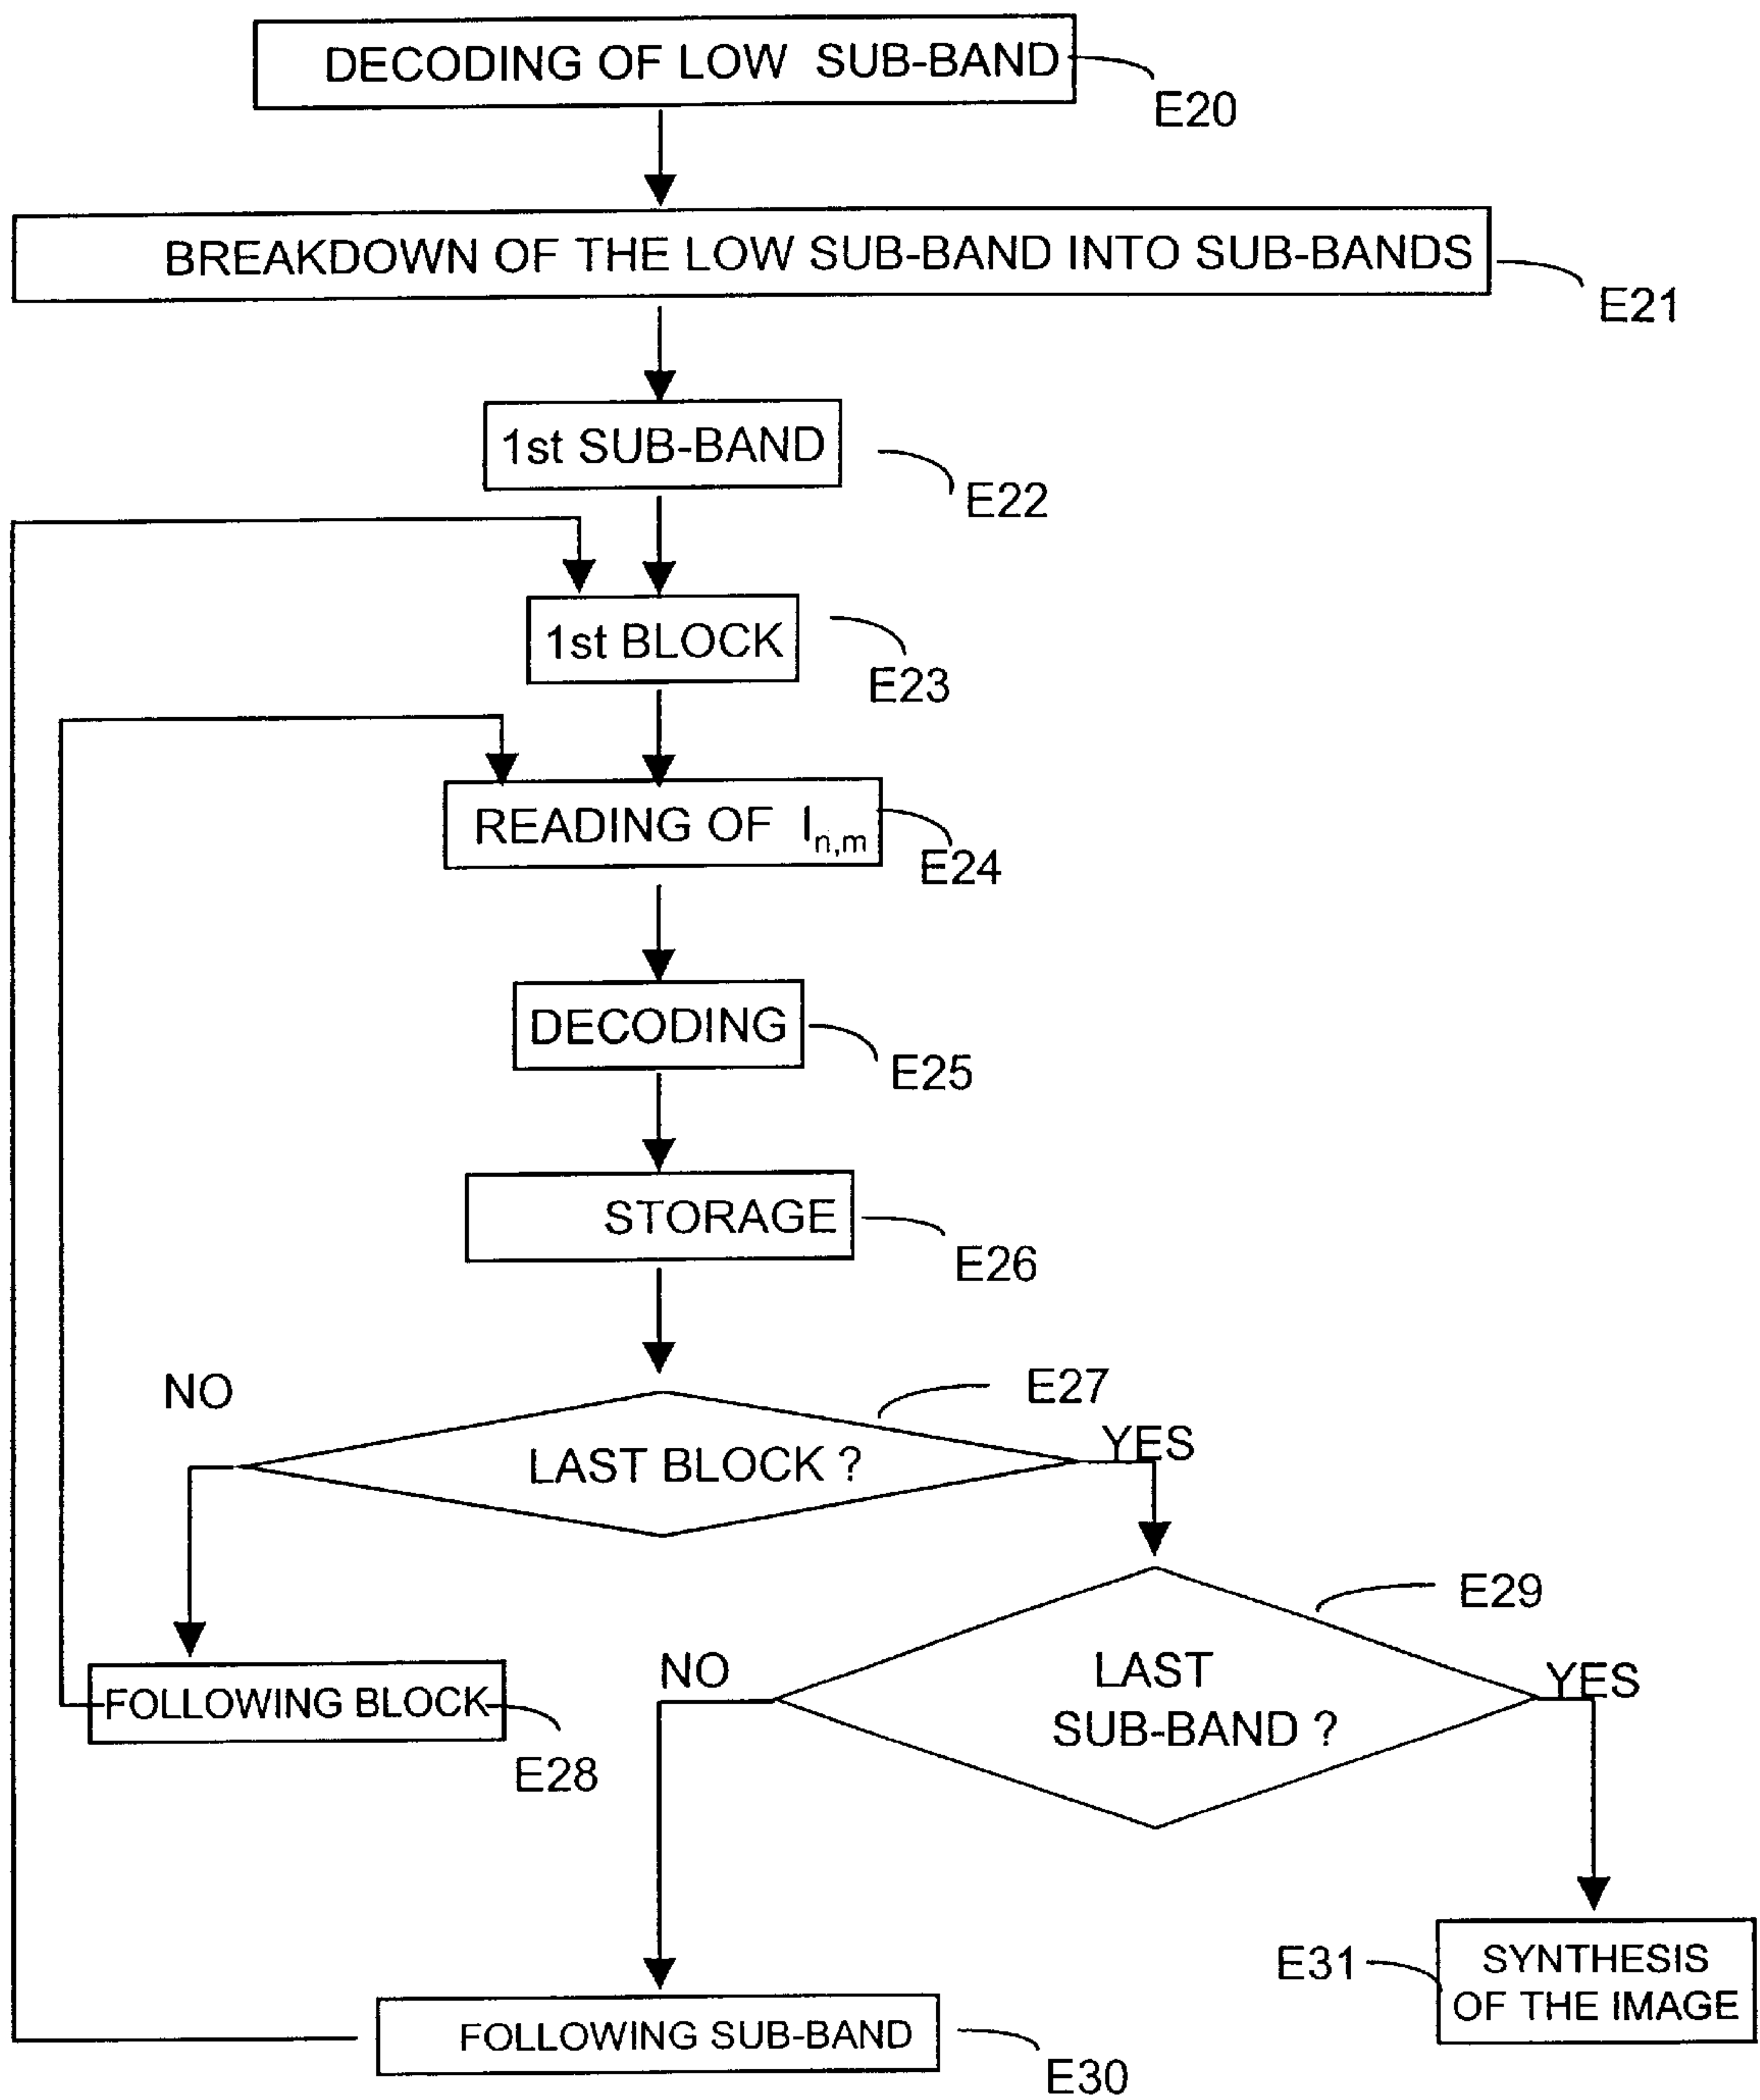 DECODING OF LOW SUB-BAND
E20
BREAKDOWN OF THE LOW SUB-BAND INTO SUB-BANDS
E21
1st SUB-BAND
E22
1st BLOCK
E23
READING OF I n,m
E24
DECODING
E25
STORAGE
E26
NO
E27
LAST BLOCK ?
YES
E29
NO
LAST
SUB-BAND ?
YES
FOLLOWING BLOCK
E28
E31
SYNTHESIS
OF THE IMAGE
FOLLOWING SUB-BAND
E30